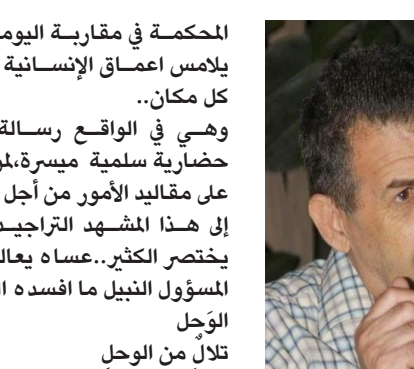 المحكمة في مقاربة اليوم
يلامس اعماق الإنسانية
كل مكان..
وهي في الواقع رسالة
حضارية سلمية ميسرة،
على مقاليد الأمور من أجل
إلى هذا المشهد التراجيد
يختصر الكثير..عساه يعال
المسؤول النبيل ما افسده ا
الوَحل
تلالٌ من الوحلِ